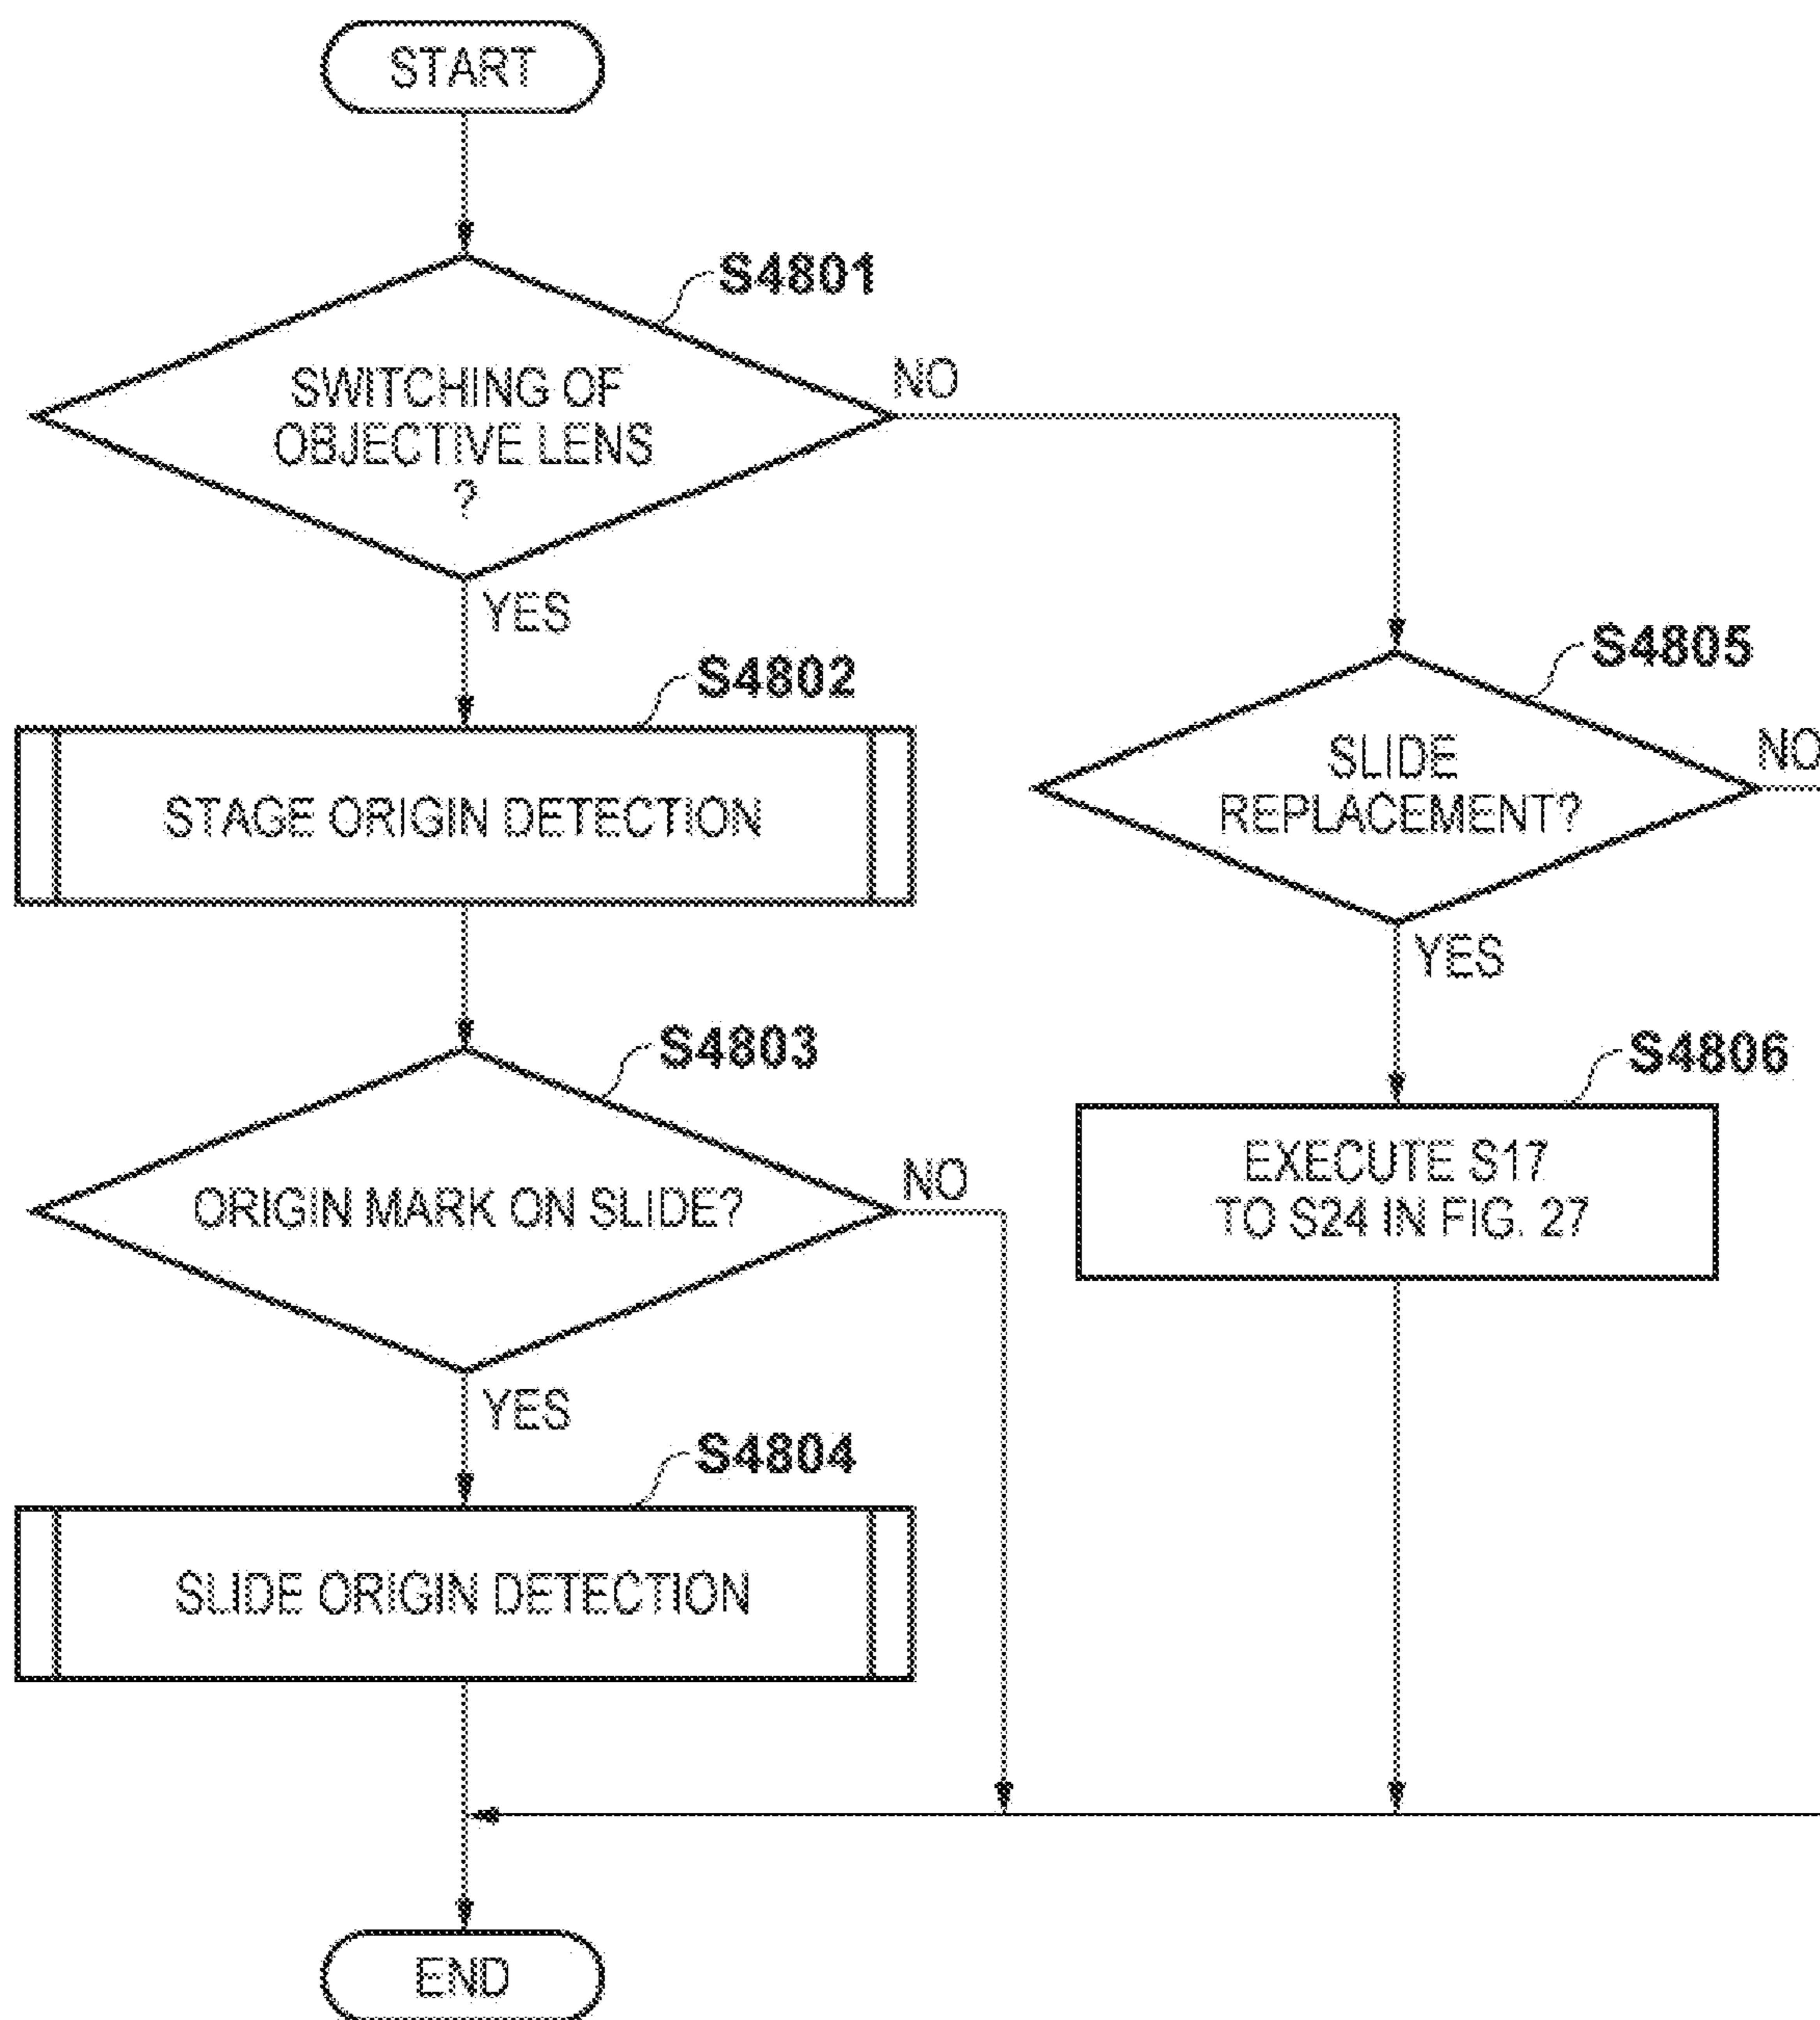 START
S4801
SWITCHING OF
OBJECTIVE LENS
?
NO
YES
S4802
STAGE ORIGIN DETECTION
S4803
ORIGIN MARK ON SLIDE?
NO
YES
S4804
SLIDE ORIGIN DETECTION
S4805
SLIDE
REPLACEMENT?
NO
YES
S4806
EXECUTE S17
TO S24 IN FIG. 27
END